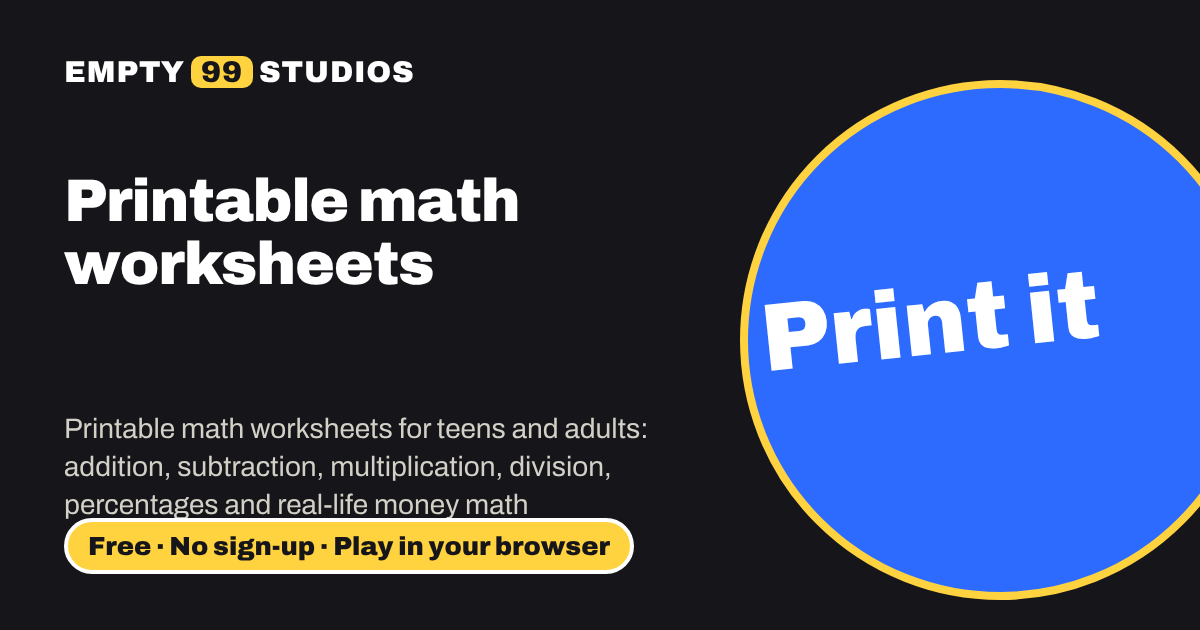 EMPTY 99 STUDIOS
Printable math
worksheets
Printable math worksheets for teens and adults:
addition, subtraction, multiplication, division,
percentages and real-life money math
Free · No sign-up · Play in your browser
Print it